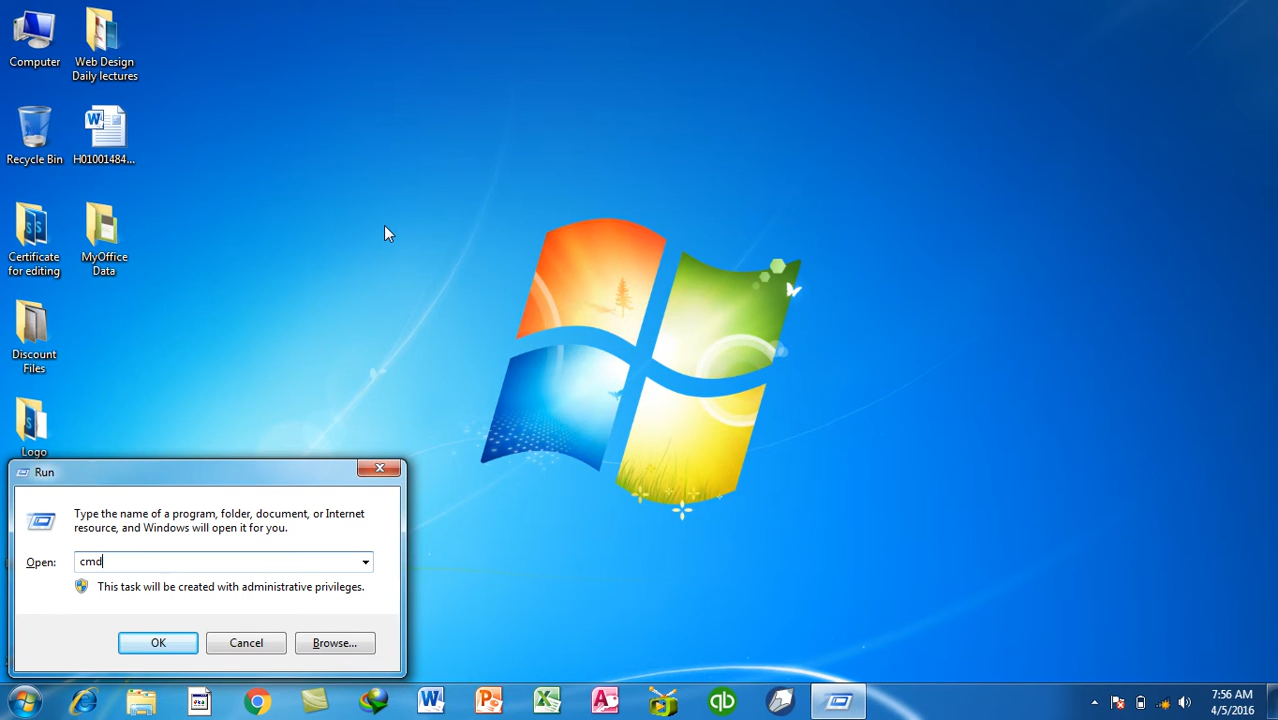 Computer
Web Design
Daily lectures
Recycle Bin
H01001484...
Certificate
for editing
MyOffice
Data
Discount
Files
Logo
Run
Type the name of a program, folder, document, or Internet
resource, and Windows will open it for you.
Open:
cmd
This task will be created with administrative privileges.
OK
Cancel
Browse...
7:56 AM
4/5/2016